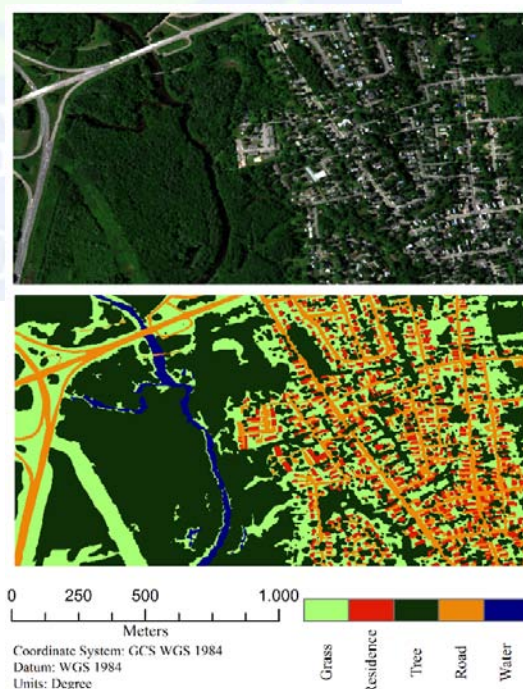 0 250 500 1.000
Meters
Coordinate System: GCS WGS 1984
Datum: WGS 1984
Units: Degree
Grass
Residence
Tree
Road
Water